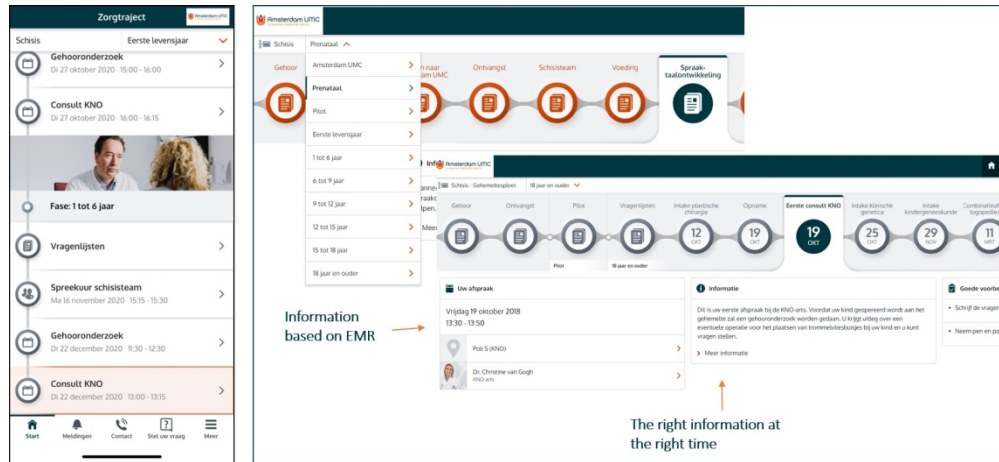 Zorgtraject
Amsterdam UMC
Schisis
Eerste levensjaar
Gehooronderzoek
Di 27 oktober 2020 · 15:00 - 16:00
Consult KNO
Di 27 oktober 2020 · 16:00 - 16:15
Fase: 1 tot 6 jaar
Vragenlijsten
Spreekuur schisisteam
Ma 16 november 2020 · 15:15 - 15:30
Gehooronderzoek
Di 22 december 2020 · 11:30 - 12:30
Consult KNO
Di 22 december 2020 · 13:00 - 13:15
Start
Meldingen
Contact
Stel uw vraag
Meer
Amsterdam UMC
Schisis
Prenataal
Gehoor
n naar
am UMC
Ontvangst
Schisisteam
Voeding
Spraak-
taalontwikkeling
Amsterdam UMC
Prenataal
Pilot
Eerste levensjaar
1 tot 6 jaar
6 tot 9 jaar
9 tot 12 jaar
12 tot 15 jaar
15 tot 18 jaar
18 jaar en ouder
Inf
Mee
Amsterdam UMC
Schisis - Gehemeltespleet
18 jaar en ouder
Gehoor
Ontvangst
Pilot
Vragenlijsten
Intake plastische
chirurgie
Opname
Eerste consult KNO
Intake klinische
genetica
Intake
kindergeneeskunde
12
OKT
19
OKT
19
OKT
25
OKT
29
NOV
11
MRT
Pilot
18 jaar en ouder
Uw afspraak
Vrijdag 19 oktober 2018
13:30 - 13:50
Poli 5 (KNO)
Dr. Christine van Gogh
KNO-arts
Informatie
Dit is uw eerste afspraak bij de KNO-arts. Voordat uw kind geopereerd wordt aan het
gehemelte zal een gehooronderzoek worden gedaan. U krijgt uitleg over een
eventuele operatie voor het plaatsen van trommelvliesbuisjes bij uw kind en u kunt
vragen stellen.
Meer informatie
Goede voorbe
• Schrijf de vragen
• Neem pen en pa
Information
based on EMR
The right information at
the right time